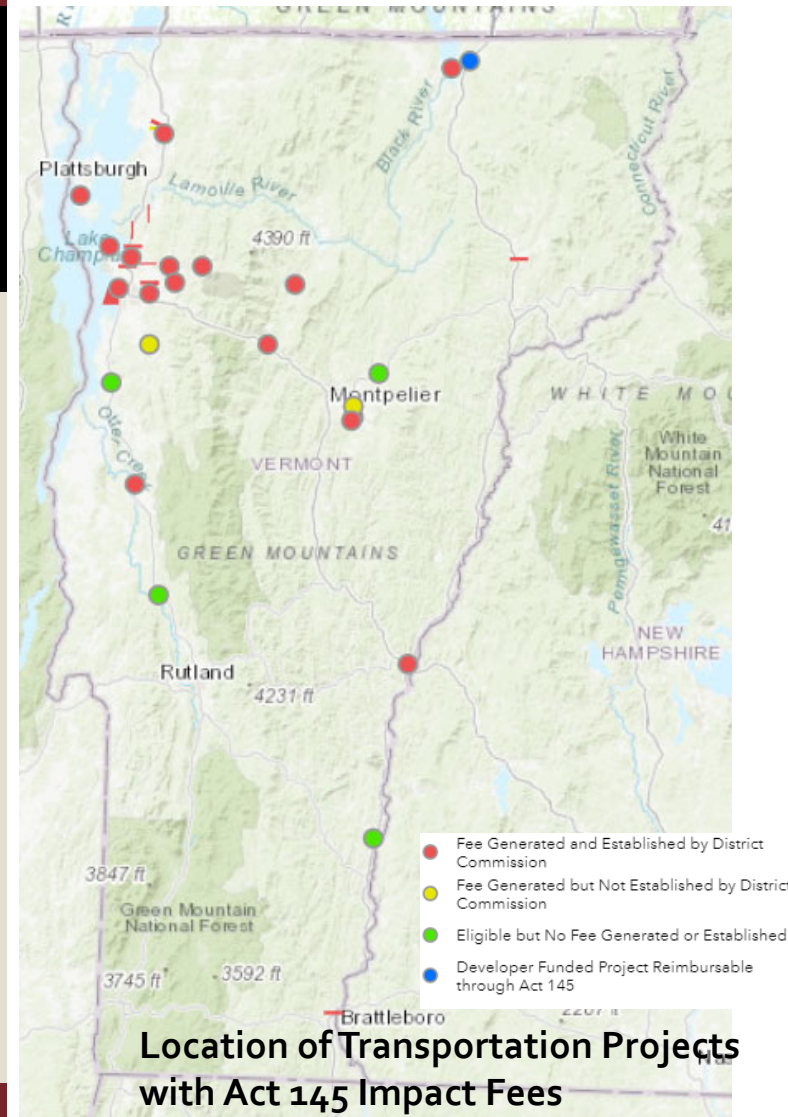 GREEN MOUNTAINS
Black River
Connecticut River
Plattsburgh
Lamoille River
Lake
Champlain
4390 ft
Montpelier
WHITE MOU
Otter Creek
White
Mountain
National
Forest
VERMONT
41
GREEN MOUNTAINS
Pemigewasset River
NEW
HAMPSHIRE
Rutland
4231 ft
Fee Generated and Established by District
Commission
3847 ft
Fee Generated but Not Established by District
Commission
Green Mountain
National Forest
Eligible but No Fee Generated or Established
3745 ft
3592 ft
Developer Funded Project Reimbursable
through Act 145
Brattleboro
Location of Transportation Projects
with Act 145 Impact Fees